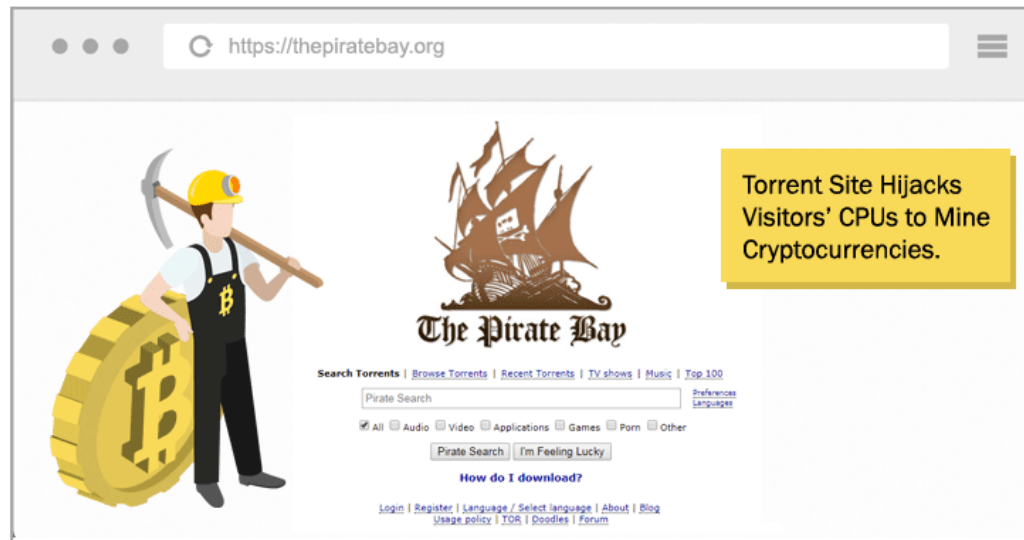 https://thepiratebay.org
Torrent Site Hijacks
Visitors’ CPUs to Mine
Cryptocurrencies.
The Pirate Bay
Search Torrents | Browse Torrents | Recent Torrents | TV shows | Music | Top 100
Pirate Search
Preferences
Languages
All Audio Video Applications Games Porn Other
Pirate Search I'm Feeling Lucky
How do I download?
Login | Register | Language / Select language | About | Blog
Usage policy | TOR | Doodles | Forum